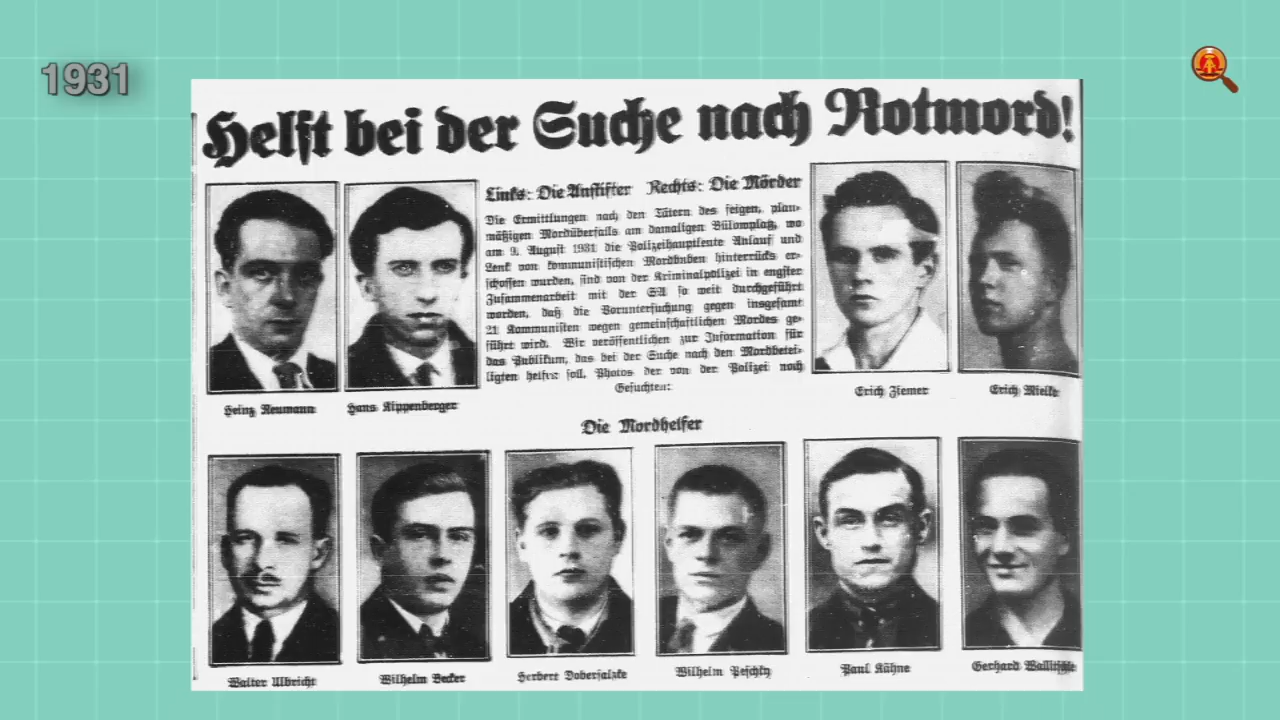 1931
Helft bei der Suche nach Rotmord!
Links: Die Anstifter Rechts: Die Mörder
Die Ermittlungen nach den Tätern des feigen, plan-
mäßigen Mordüberfalls am damaligen Bülowplatz, wo
am 9. August 1931 die Polizeihauptleute Anlauf und
Lenk von kommunistischen Mordbuben hinterrücks er-
schossen wurden, sind von der Kriminalpolizei in engster
Zusammenarbeit mit der SA so weit durchgeführt
worden, daß die Voruntersuchung gegen insgesamt
21 Kommunisten wegen gemeinschaftlichen Mordes ge-
führt wird. Wir veröffentlichen zur Information für
das Publikum, das bei der Suche nach den Mordbetei-
ligten helfen soll, Photos der von der Polizei noch
Gesuchten:
Heinz Neumann
Hans Kippenberger
Erich Ziemer
Erich Mielke
Die Mordhelfer
Walter Ulbricht
Wilhelm Becker
Herbert Dobersalzke
Wilhelm Peschky
Paul Kähne
Gerhard